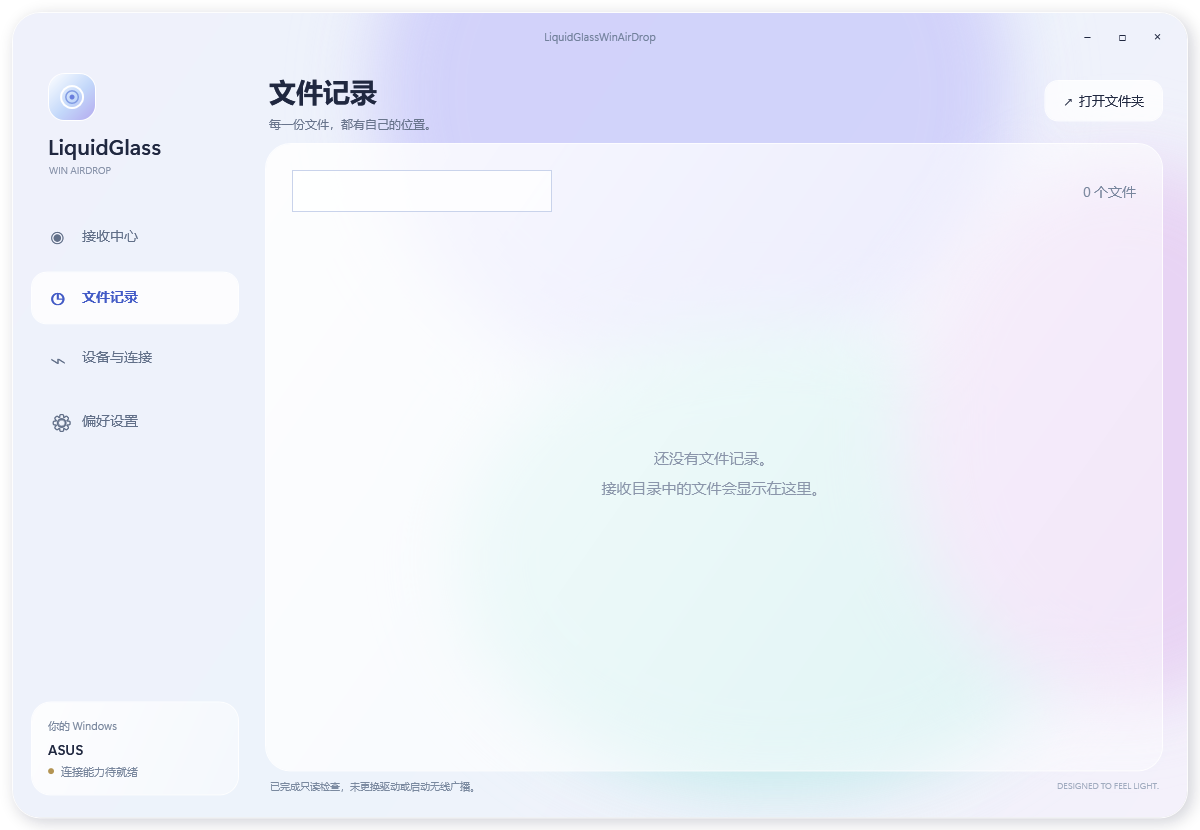 LiquidGlassWinAirDrop
LiquidGlass
WIN AIRDROP
接收中心
文件记录
设备与连接
偏好设置
你的 Windows
ASUS
连接能力待就绪
文件记录
每一份文件，都有自己的位置。
↗ 打开文件夹
0 个文件
还没有文件记录。
接收目录中的文件会显示在这里。
已完成只读检查，未更换驱动或启动无线广播。
DESIGNED TO FEEL LIGHT.